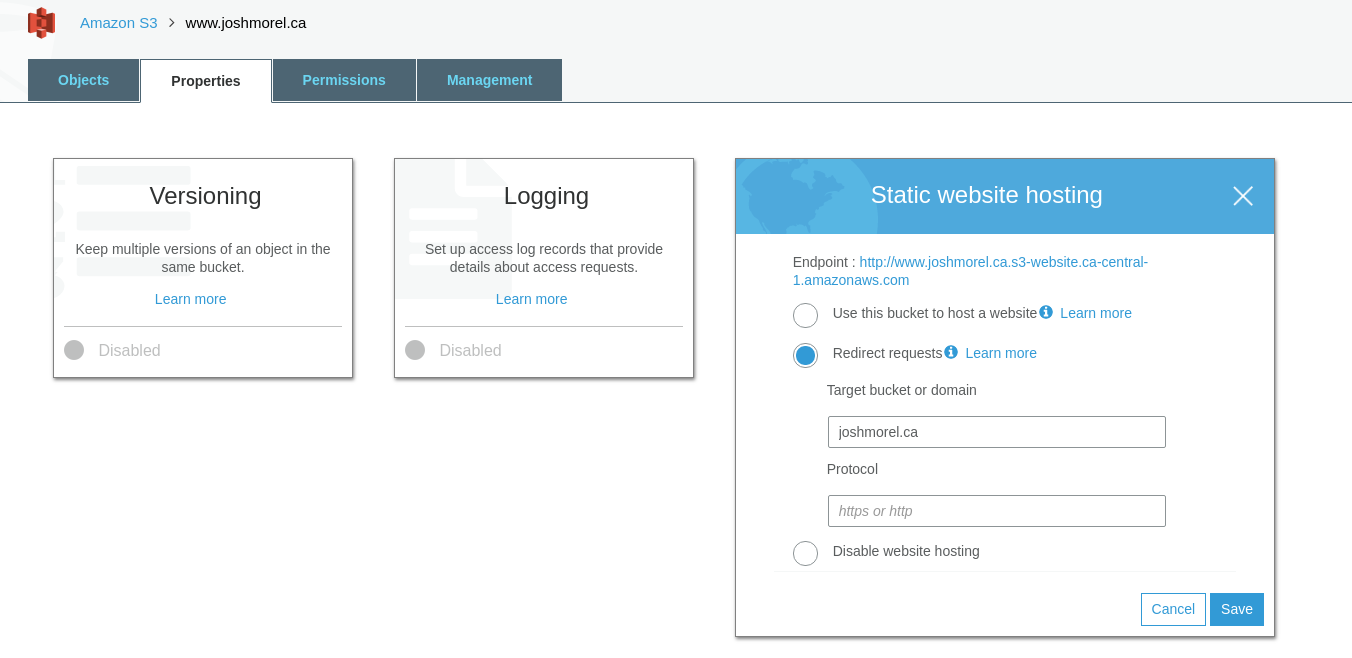 Amazon S3 > www.joshmorel.ca
Objects
Properties
Permissions
Management
Versioning
Keep multiple versions of an object in the
same bucket.
Learn more
Disabled
Logging
Set up access log records that provide
details about access requests.
Learn more
Disabled
Static website hosting
Endpoint : http://www.joshmorel.ca.s3-website.ca-central-
1.amazonaws.com
Use this bucket to host a website Learn more
Redirect requests Learn more
Target bucket or domain
joshmorel.ca
Protocol
https or http
Disable website hosting
Cancel
Save